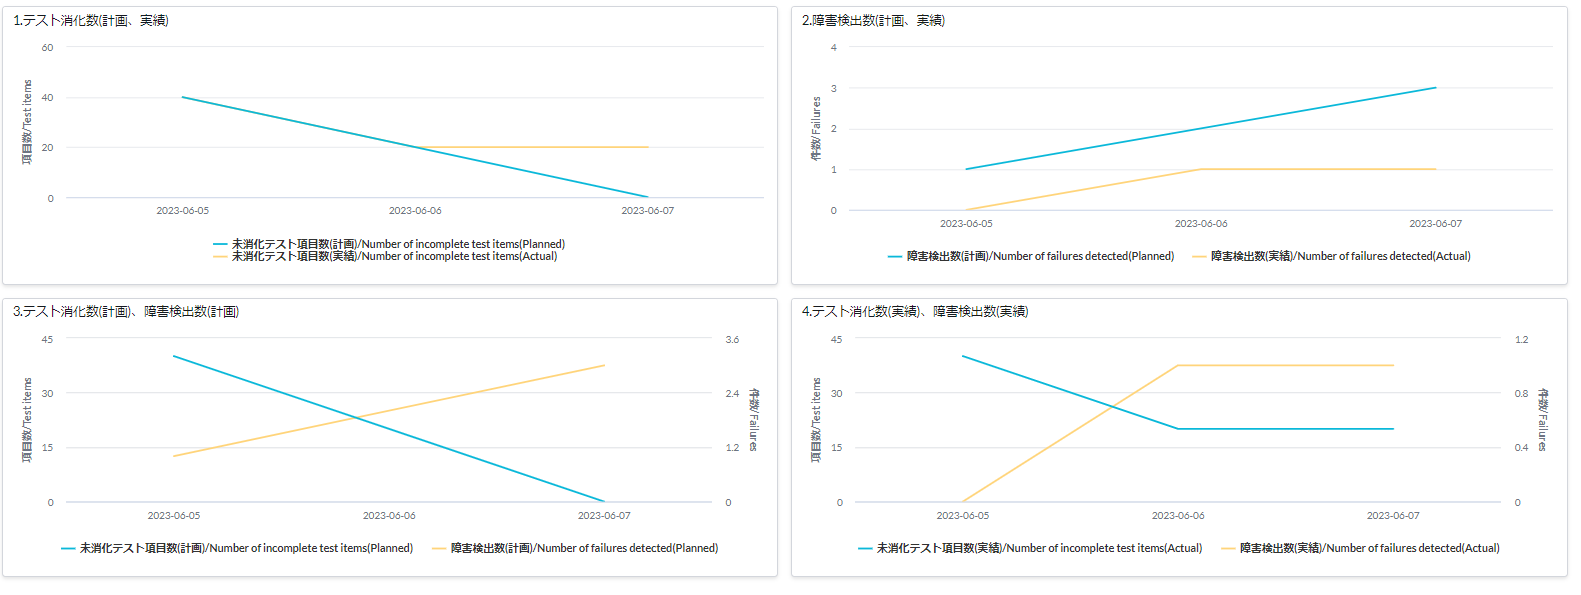 1.テスト消化数(計画、実績)
60
40
20
0
項目数/Test items
2023-06-05
2023-06-06
2023-06-07
未消化テスト項目数(計画)/Number of incomplete test items(Planned)
未消化テスト項目数(実績)/Number of incomplete test items(Actual)
2.障害検出数(計画、実績)
4
3
2
1
0
件数/Failures
2023-06-05
2023-06-06
2023-06-07
障害検出数(計画)/Number of failures detected(Planned)
障害検出数(実績)/Number of failures detected(Actual)
3.テスト消化数(計画)、障害検出数(計画)
45
30
15
0
項目数/Test items
3.6
2.4
1.2
0
件数/Failures
2023-06-05
2023-06-06
2023-06-07
未消化テスト項目数(計画)/Number of incomplete test items(Planned)
障害検出数(計画)/Number of failures detected(Planned)
4.テスト消化数(実績)、障害検出数(実績)
45
30
15
0
項目数/Test items
1.2
0.8
0.4
0
件数/Failures
2023-06-05
2023-06-06
2023-06-07
未消化テスト項目数(実績)/Number of incomplete test items(Actual)
障害検出数(実績)/Number of failures detected(Actual)